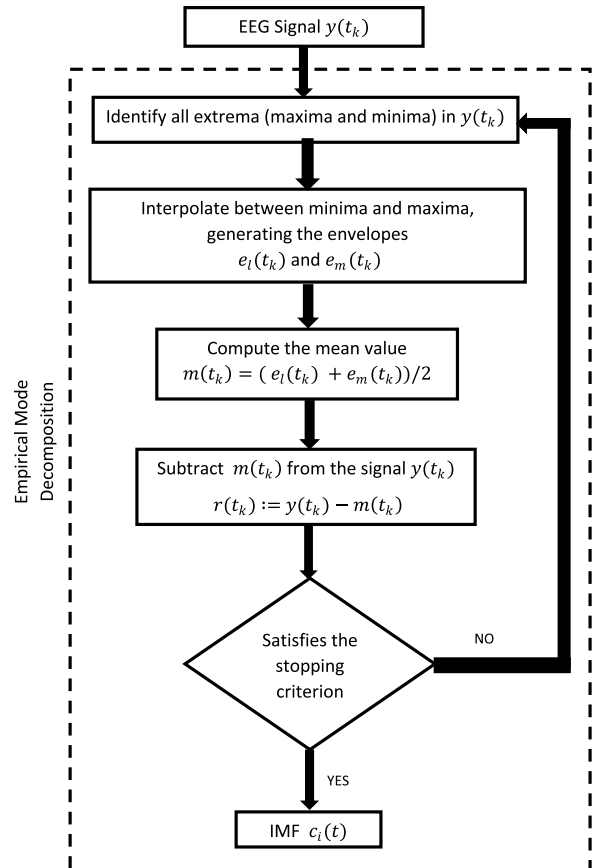 EEG Signal y(t_k)
Identify all extrema (maxima and minima) in y(t_k)
Interpolate between minima and maxima,
generating the envelopes
e_l(t_k) and e_m(t_k)
Compute the mean value
m(t_k) = ( e_l(t_k) + e_m(t_k))/2
Subtract m(t_k) from the signal y(t_k)
r(t_k) := y(t_k) − m(t_k)
Satisfies the
stopping
criterion
NO
YES
IMF c_i(t)
Empirical Mode
Decomposition